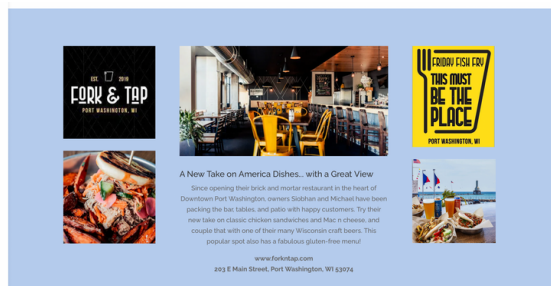 EST. 2019
FORK & TAP
PORT WASHINGTON, WI
FRIDAY FISH FRY
THIS MUST
BE THE
PLACE
PORT WASHINGTON, WI
A New Take on America Dishes... with a Great View
Since opening their brick and mortar restaurant in the heart of
Downtown Port Washington, owners Siobhan and Michael have been
packing the bar, tables, and patio with happy customers. Try their
new take on classic chicken sandwiches and Mac n cheese, and
couple that with one of their many Wisconsin craft beers. This
popular spot also has a fabulous gluten-free menu!
www.forkntap.com
203 E Main Street, Port Washington, WI 53074